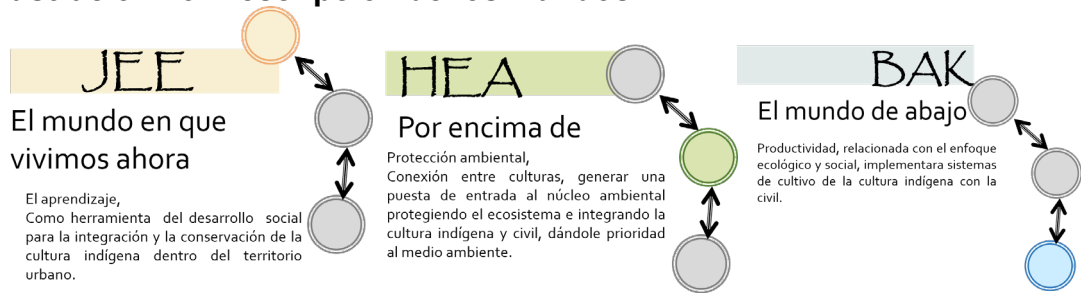 JEE
El mundo en que
vivimos ahora
El aprendizaje,
Como herramienta del desarrollo social
para la integración y la conservación de la
cultura indígena dentro del territorio
urbano.
HEA
Por encima de
Protección ambiental,
Conexión entre culturas, generar una
puesta de entrada al núcleo ambiental
protegiendo el ecosistema e integrando la
cultura indígena y civil, dándole prioridad
al medio ambiente.
BAK
El mundo de abajo
Productividad, relacionada con el enfoque
ecológico y social, implementara sistemas
de cultivo de la cultura indígena con la
civil.